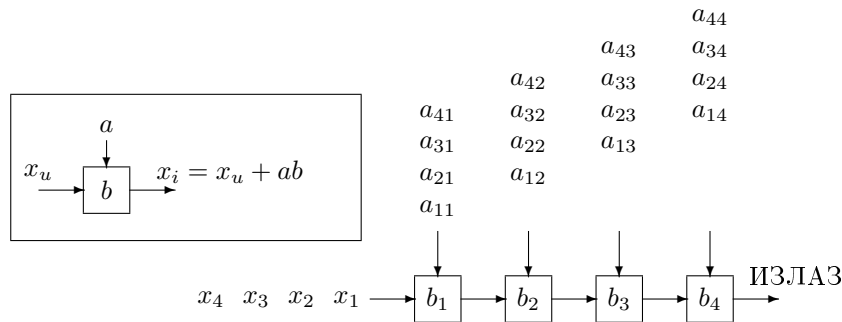 a
x_u
b
x_i = x_u + ab
a_{44}
a_{43} a_{34}
a_{42} a_{33} a_{24}
a_{41} a_{32} a_{23} a_{14}
a_{31} a_{22} a_{13}
a_{21} a_{12}
a_{11}
x_4 x_3 x_2 x_1 b_1 b_2 b_3 b_4 ИЗЛАЗ